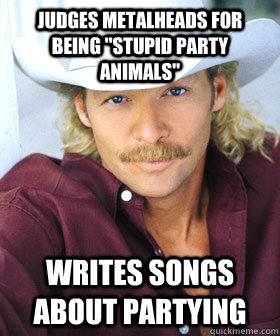 JUDGES METALHEADS FOR
BEING "STUPID PARTY
ANIMALS"
WRITES SONGS
ABOUT PARTYING
quickmeme.com